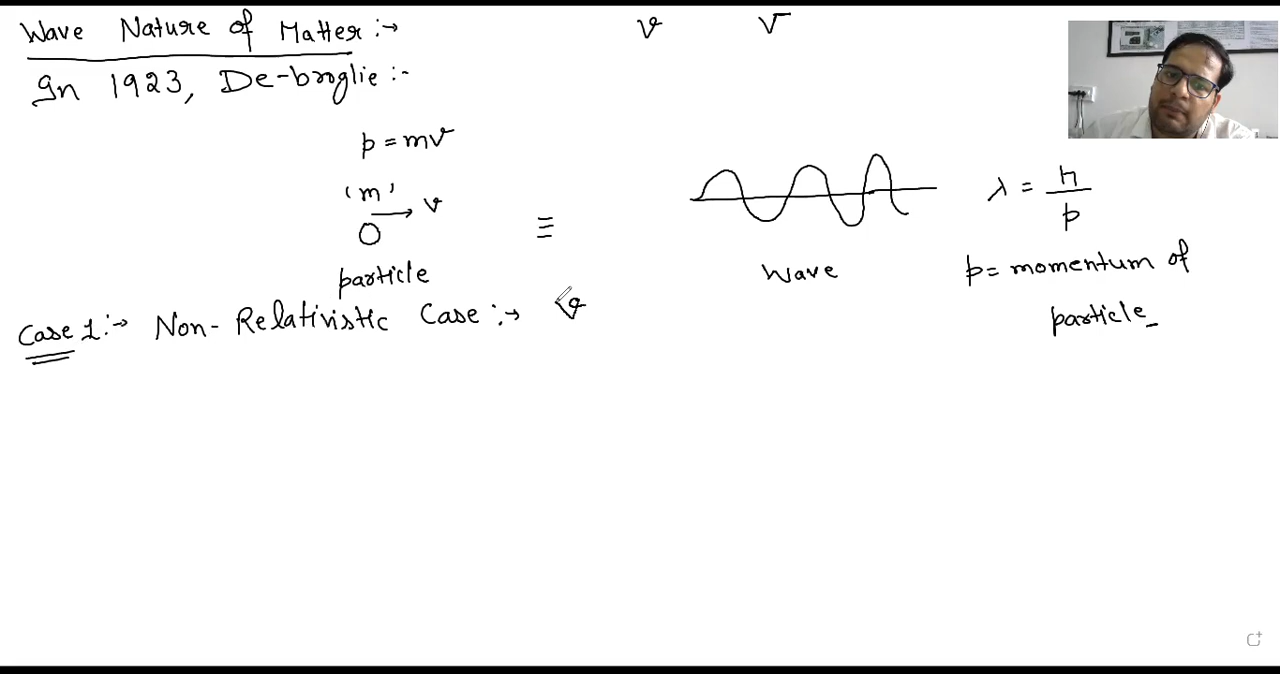 Wave Nature of Matter :→
v v
In 1923, De-broglie :-
p = mv
'm'
v
≡
λ = h/p
particle
Wave
p = momentum of
particle
Case 1 :→ Non-Relativistic Case :→ v